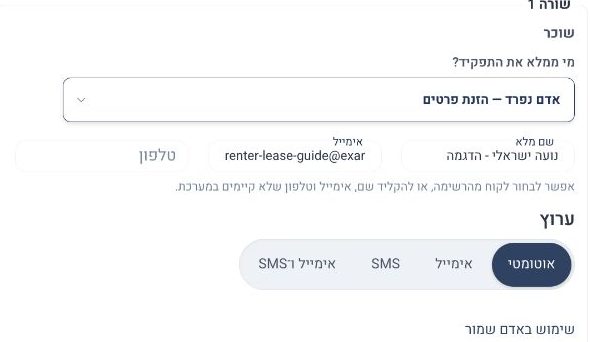 שורה 1
שוכר
מי ממלא את התפקיד?
אדם נפרד – הזנת פרטים
שם מלא
נועה ישראלי - הדגמה
אימייל
renter-lease-guide@exar
טלפון
אפשר לבחור לקוח מהרשימה, או להקליד שם, אימייל וטלפון שלא קיימים במערכת.
ערוץ
אוטומטי
אימייל
SMS
אימייל ו־SMS
שימוש באדם שמור